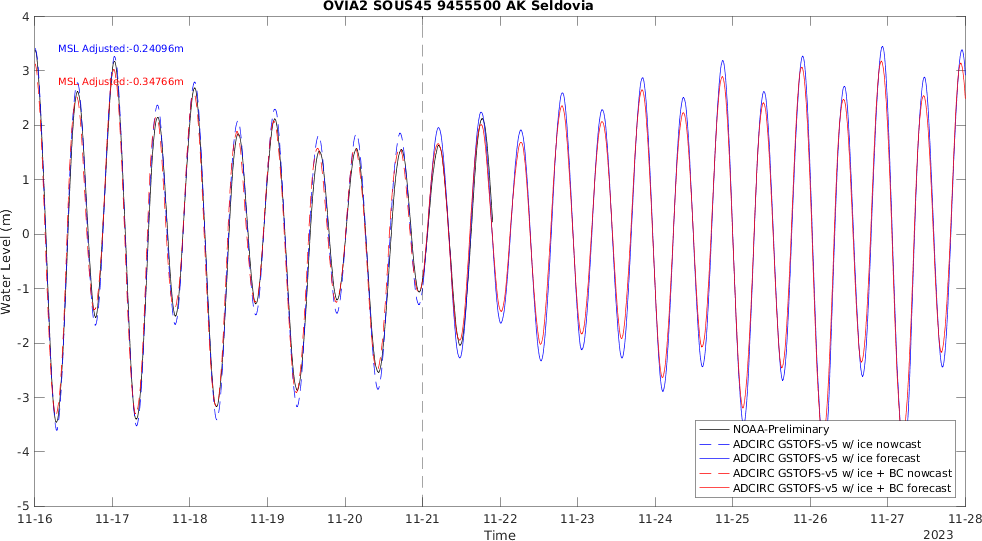 OVIA2 SOUS45 9455500 AK Seldovia
MSL Adjusted:-0.24096m
MSL Adjusted:-0.34766m
Water Level (m)
4
3
2
1
0
-1
-2
-3
-4
-5
NOAA-Preliminary
ADCIRC GSTOFS-v5 w/ ice nowcast
ADCIRC GSTOFS-v5 w/ ice forecast
ADCIRC GSTOFS-v5 w/ ice + BC nowcast
ADCIRC GSTOFS-v5 w/ ice + BC forecast
11-16 11-17 11-18 11-19 11-20 11-21 11-22 11-23 11-24 11-25 11-26 11-27 11-28
Time
2023